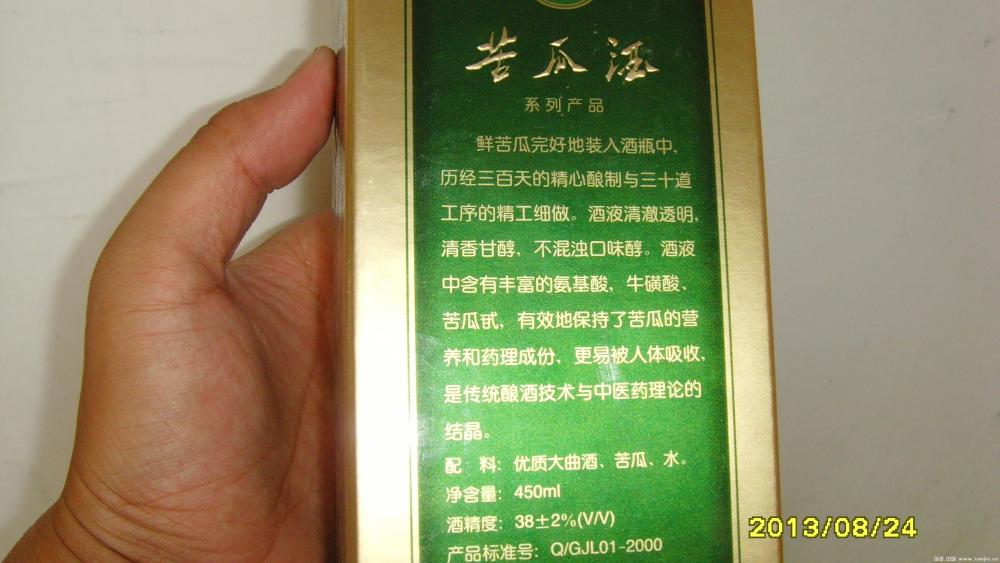 苦瓜酒
系列产品
鲜苦瓜完好地装入酒瓶中,
历经三百天的精心酿制与三十道
工序的精工细做。酒液清澈透明,
清香甘醇,不混浊口味醇。酒液
中含有丰富的氨基酸,牛磺酸、
苦瓜甙,有效地保持了苦瓜的营
养和药理成份,更易被人体吸收,
是传统酿酒技术与中医药理论的
结晶。
配 料:优质大曲酒、苦瓜、水。
净含量:450ml
酒精度:38±2%(V/V)
产品标准号:Q/GJL01-2000
2013/08/24